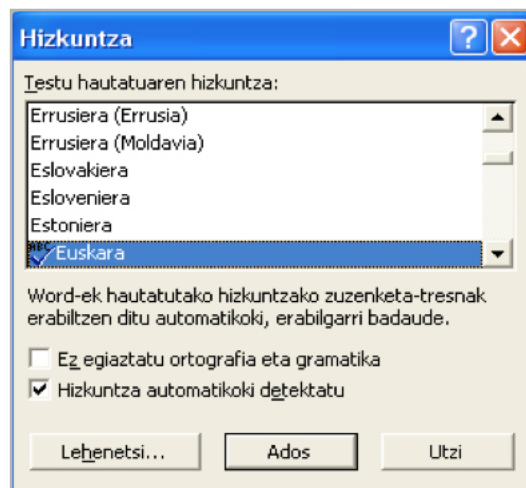 Hizkuntza
Testu hautatuaren hizkuntza:
Errusiera (Errusia)
Errusiera (Moldavia)
Eslovakiera
Esloveniera
Estoniera
ABC Euskara
Word-ek hautatutako hizkuntzako zuzenketa-tresnak
erabiltzen ditu automatikoki, erabilgarri badaude.
Ez egiaztatu ortografia eta gramatika
Hizkuntza automatikoki detektatu
Lehenetsi... Ados Utzi